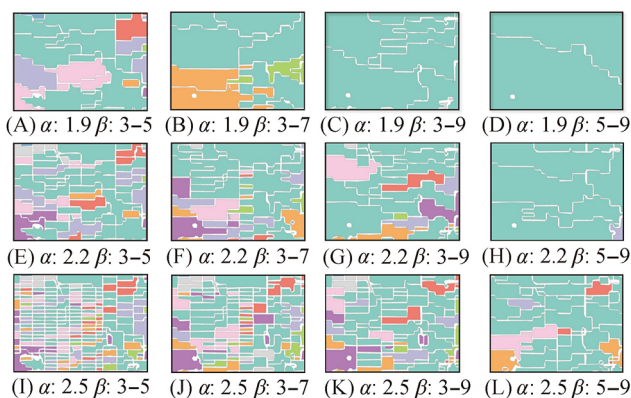 (A) α: 1.9 β: 3–5 (B) α: 1.9 β: 3–7 (C) α: 1.9 β: 3–9 (D) α: 1.9 β: 5–9
(E) α: 2.2 β: 3–5 (F) α: 2.2 β: 3–7 (G) α: 2.2 β: 3–9 (H) α: 2.2 β: 5–9
(I) α: 2.5 β: 3–5 (J) α: 2.5 β: 3–7 (K) α: 2.5 β: 3–9 (L) α: 2.5 β: 5–9